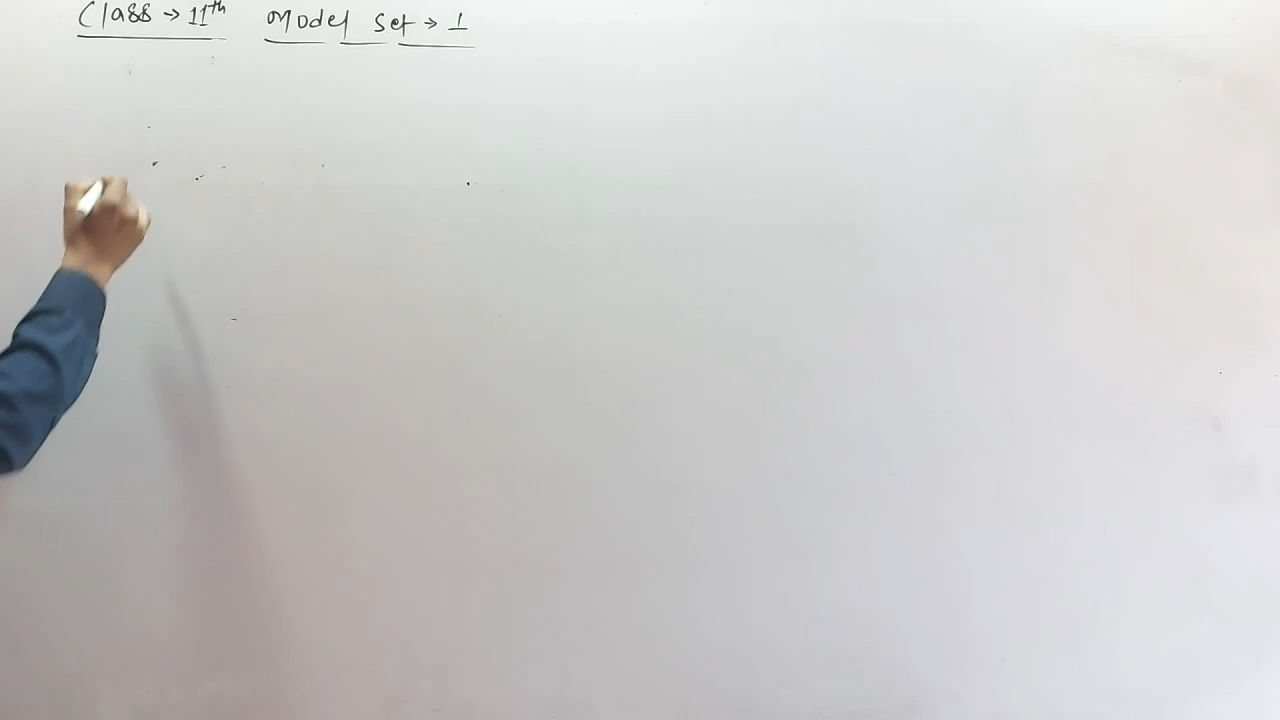 Class → 11th Model Set → 1